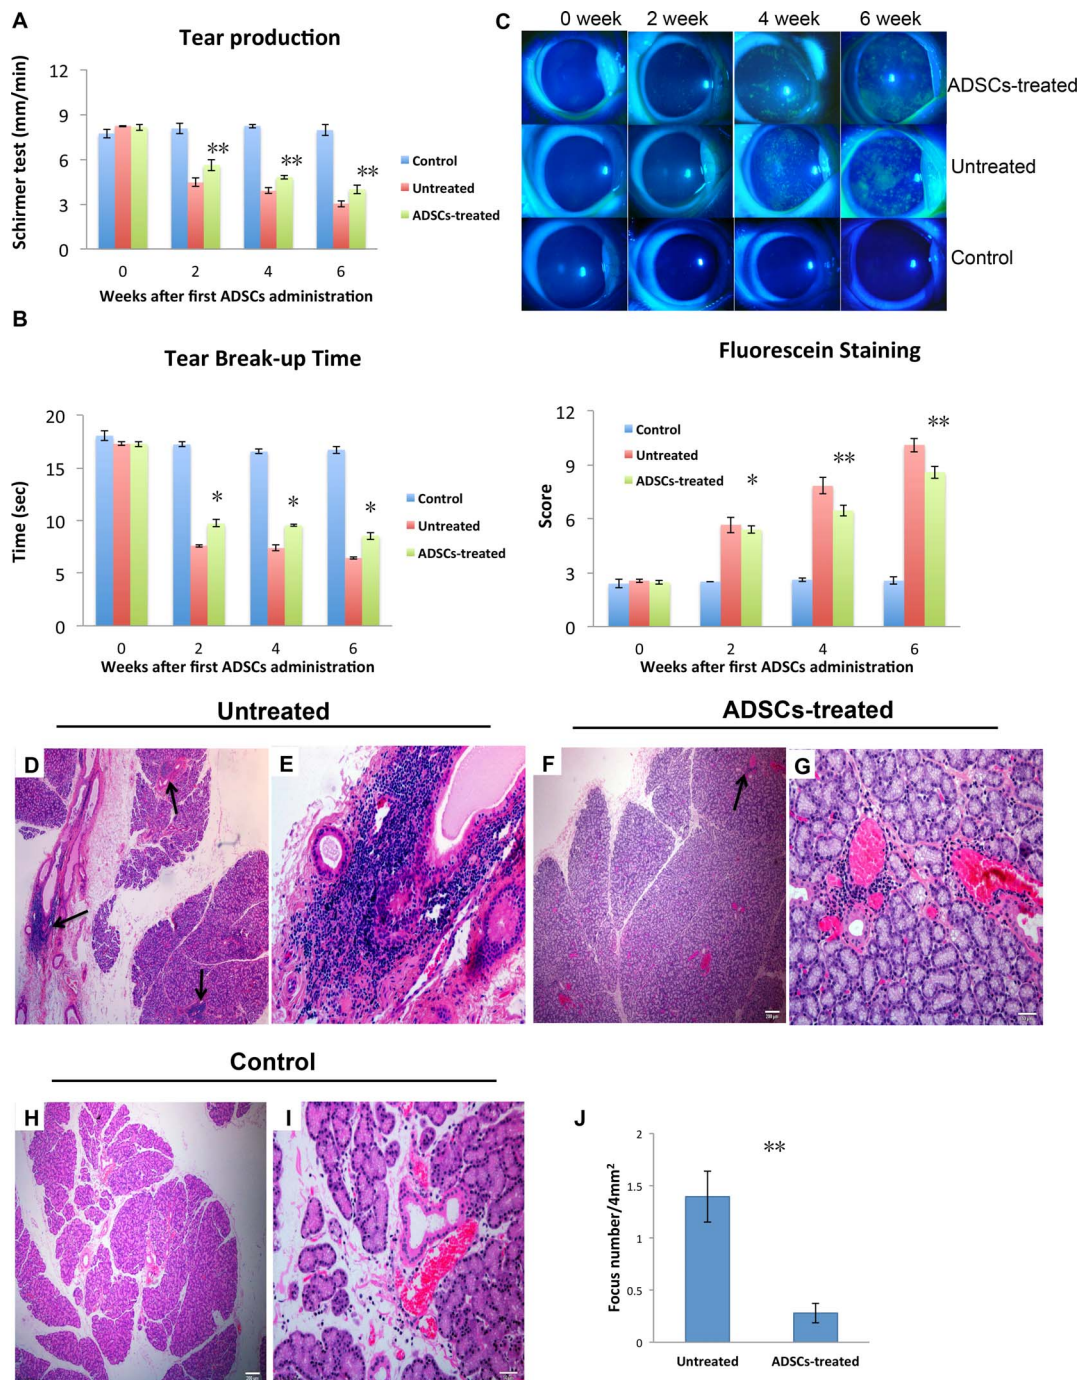 A
Tear production
Schirmer test (mm/min)
12
9
6
3
0
** ** **
Control
Untreated
ADSCs-treated
0 2 4 6
Weeks after first ADSCs administration
C
0 week 2 week 4 week 6 week
ADSCs-treated
Untreated
Control
B
Tear Break-up Time
Time (sec)
20
15
10
5
0
* * *
Control
Untreated
ADSCs-treated
0 2 4 6
Weeks after first ADSCs administration
Fluorescein Staining
Score
12
9
6
3
0
Control
Untreated
ADSCs-treated
* ** **
0 2 4 6
Weeks after first ADSCs administration
Untreated
ADSCs-treated
D
E
F
G
Control
H
I
J
Focus number/4mm²
2
1.5
1
0.5
0
**
Untreated ADSCs-treated